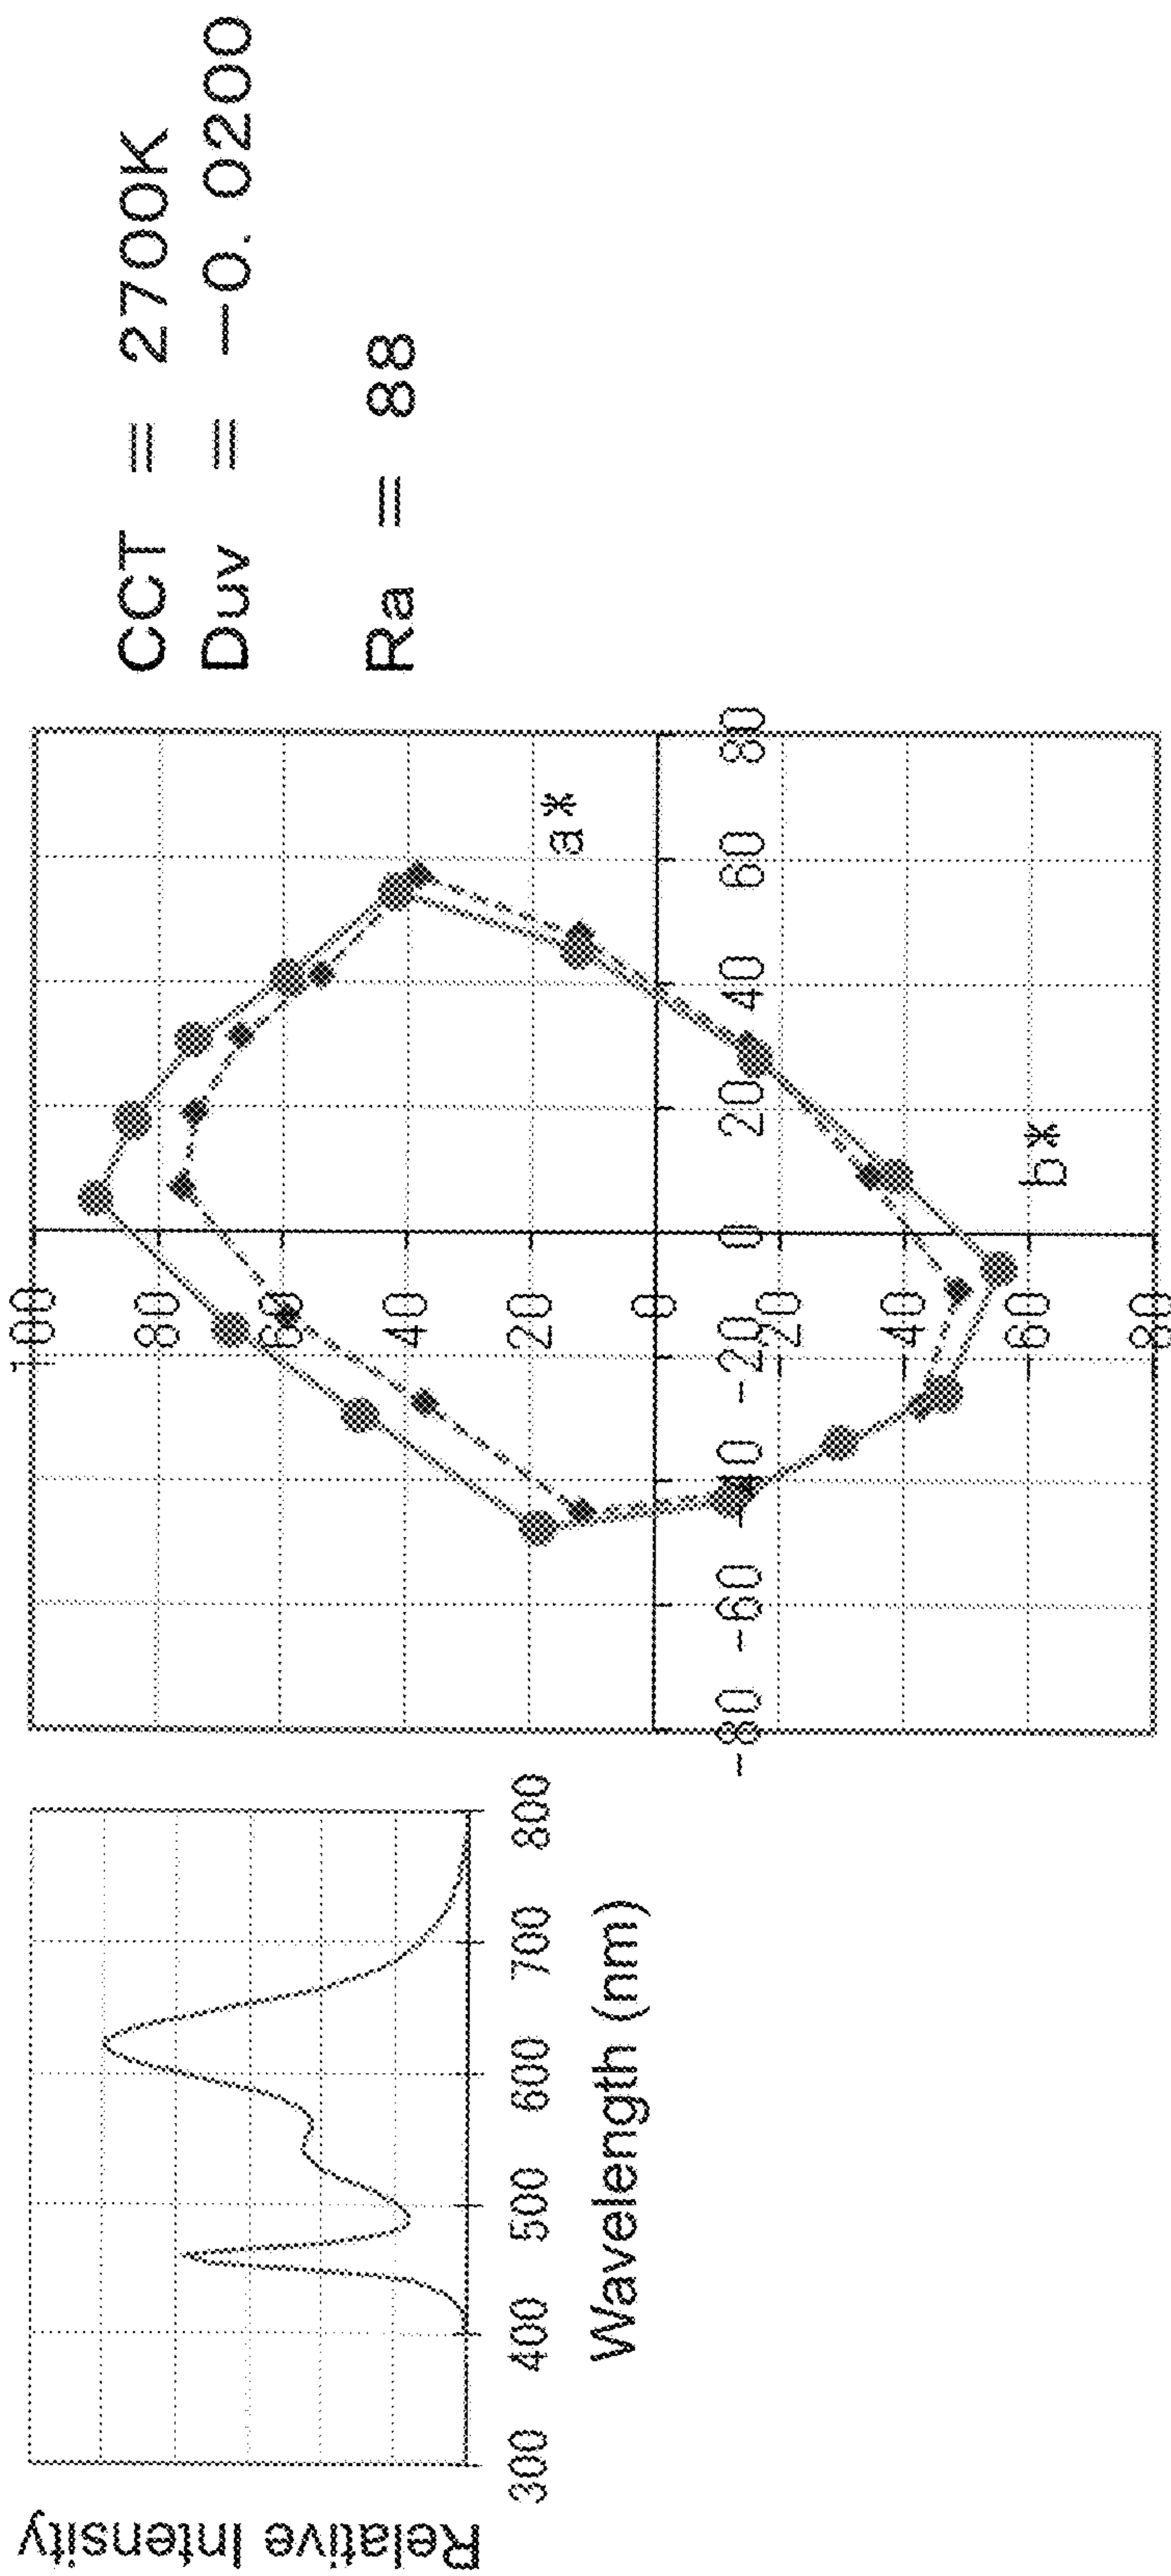 Relative Intensity
300 400 500 600 700 800
Wavelength (nm)
100
80
60
40
20
0
20
40
60
80
-80 -60 -40 -20 0 20 40 60 80
a*
b*
CCT = 2700K
Duv = -0. 0200
Ra = 88